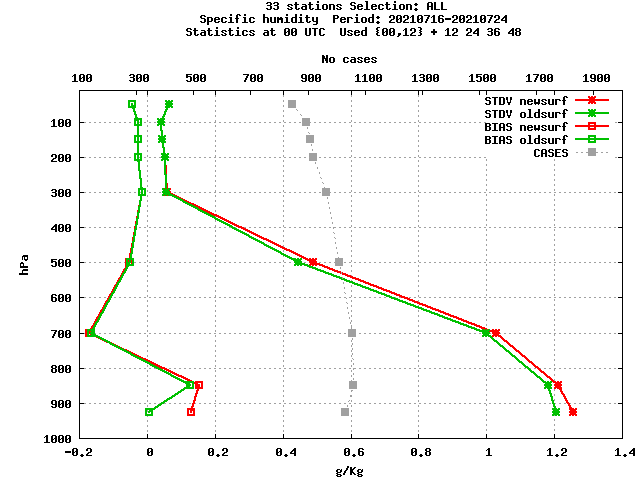 33 stations Selection: ALL
Specific humidity  Period: 20210716-20210724
Statistics at 00 UTC  Used {00,12} + 12 24 36 48
No cases
100 300 500 700 900 1100 1300 1500 1700 1900
STDV newsurf
STDV oldsurf
BIAS newsurf
BIAS oldsurf
CASES
100
200
300
400
500
600
700
800
900
1000
hPa
-0.2 0 0.2 0.4 0.6 0.8 1 1.2 1.4
g/Kg